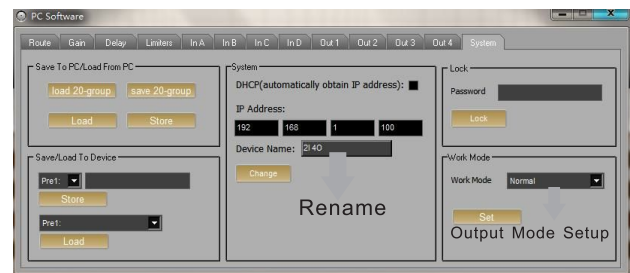 PC Software
Route Gain Delay Limiters In A In B In C In D Out 1 Out 2 Out 3 Out 4 System
Save To PC/Load From PC
load 20-group save 20-group
Load Store
Save/Load To Device
Pre1:
Store
Pre1:
Load
System
DHCP(automatically obtain IP address):
IP Address:
192 168 1 100
Device Name: 2I4O
Change
Rename
Lock
Password
Lock
Work Mode
Work Mode Normal
Set
Output Mode Setup